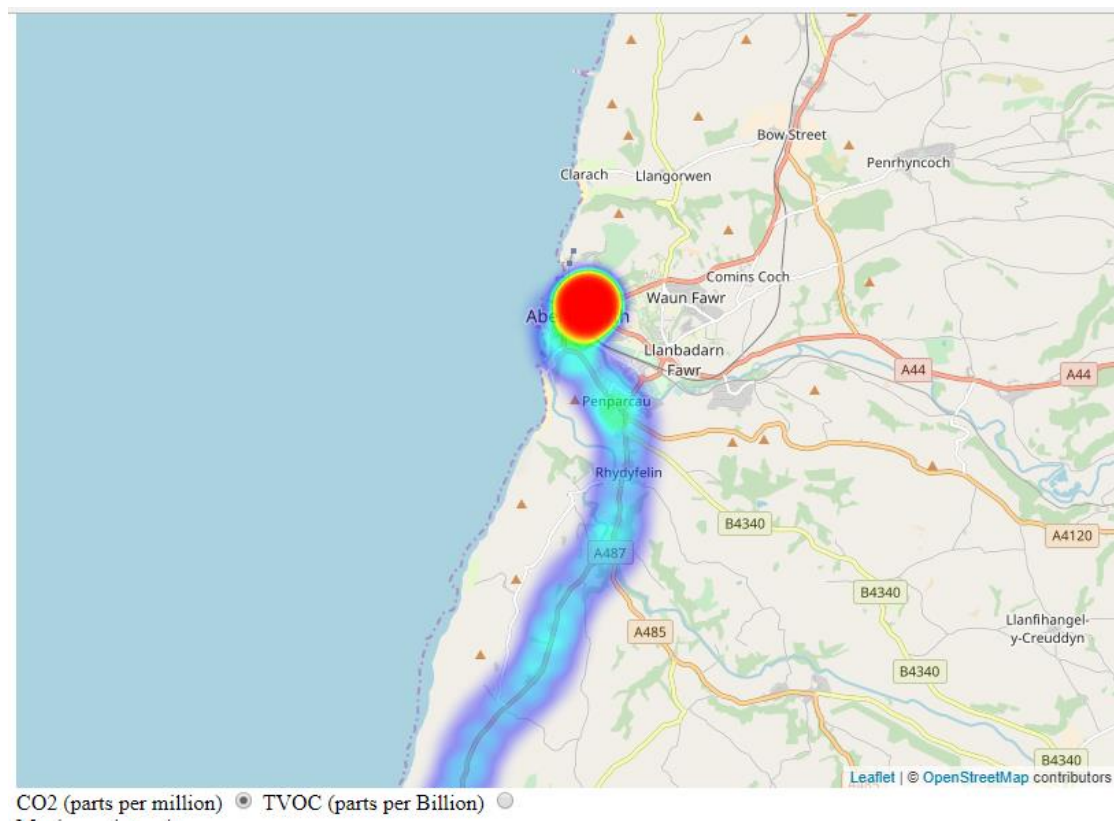 Bow Street
Penrhyncoch
Clarach
Llangorwen
Comins Coch
Waun Fawr
Llanbadarn
Fawr
A44
A44
Penparcau
Rhydyfelin
B4340
A4120
A487
B4340
Llanfihangel-
y-Creuddyn
A485
B4340
B4340
Leaflet | © OpenStreetMap contributors
CO2 (parts per million) TVOC (parts per Billion)